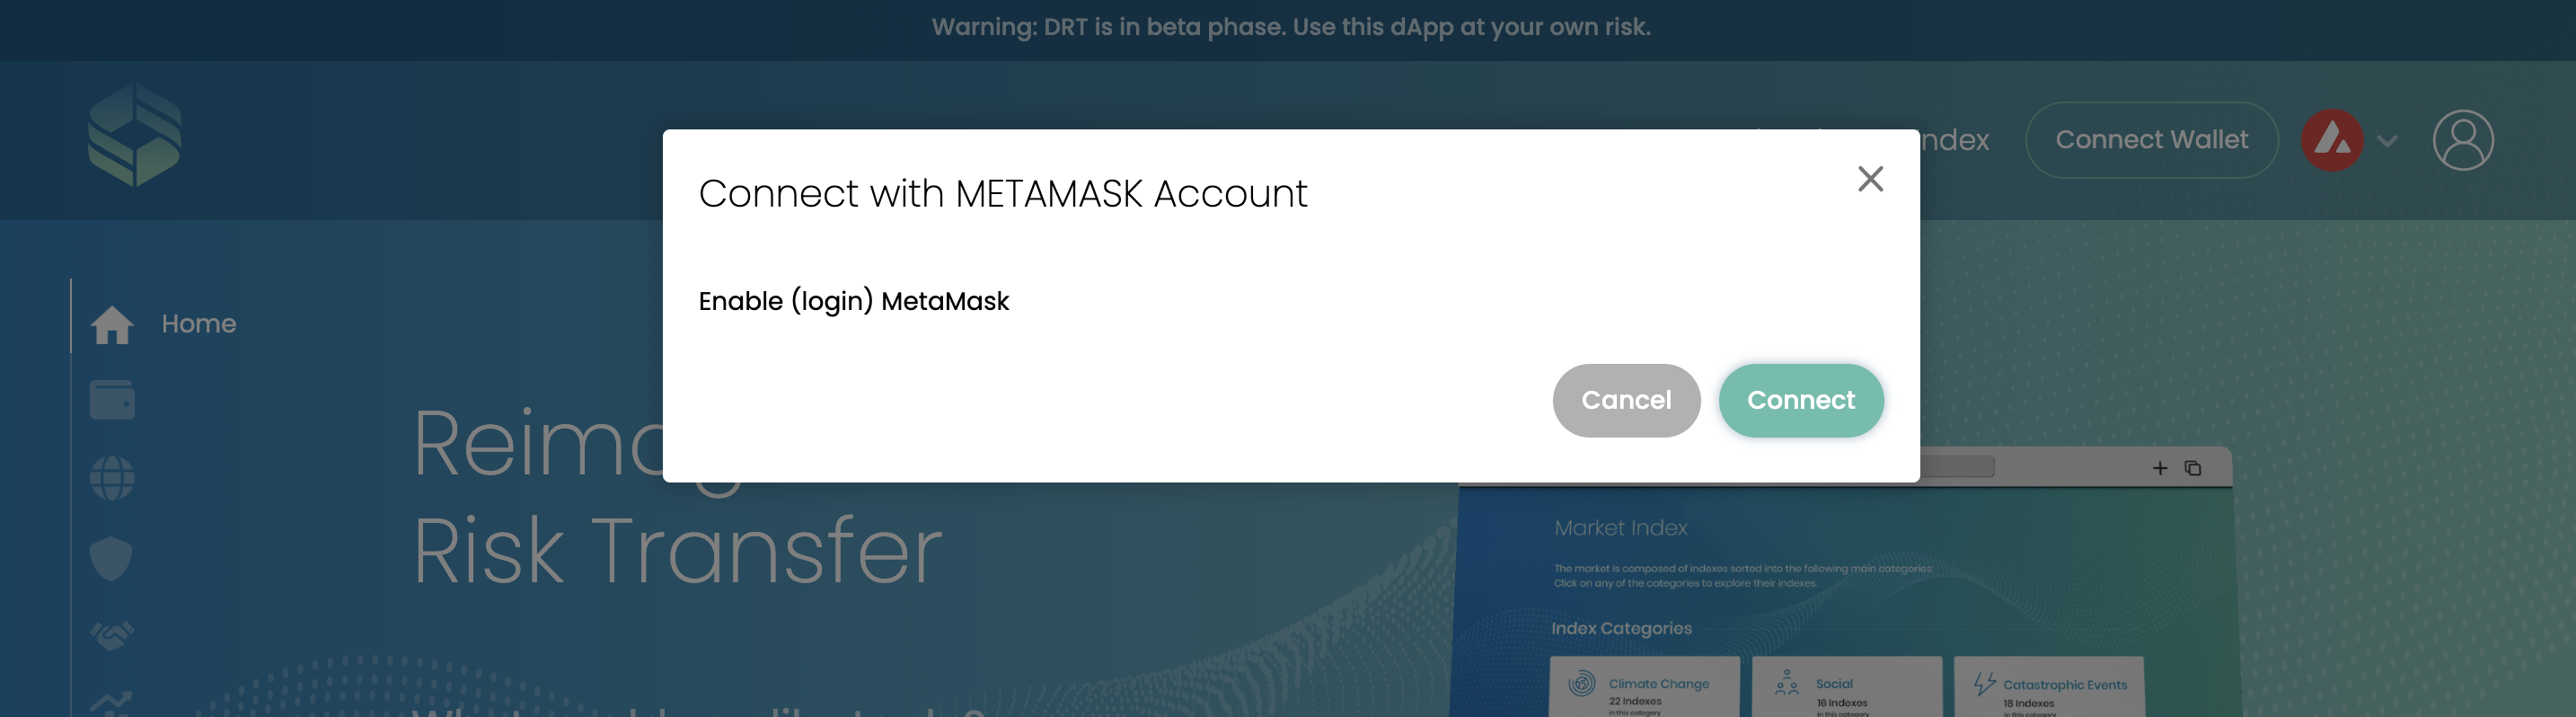 Warning: DRT is in beta phase. Use this dApp at your own risk.
ndex
Connect Wallet
Connect with METAMASK Account
Enable (login) MetaMask
Cancel
Connect
Home
Reimag
Risk Transfer
Market Index
The market is composed of indexes sorted into the following main categories:
Click on any of the categories to explore their indexes.
Index Categories
Climate Change
22 Indexes
in this category
Social
16 Indexes
in this category
Catastrophic Events
18 Indexes
in this category